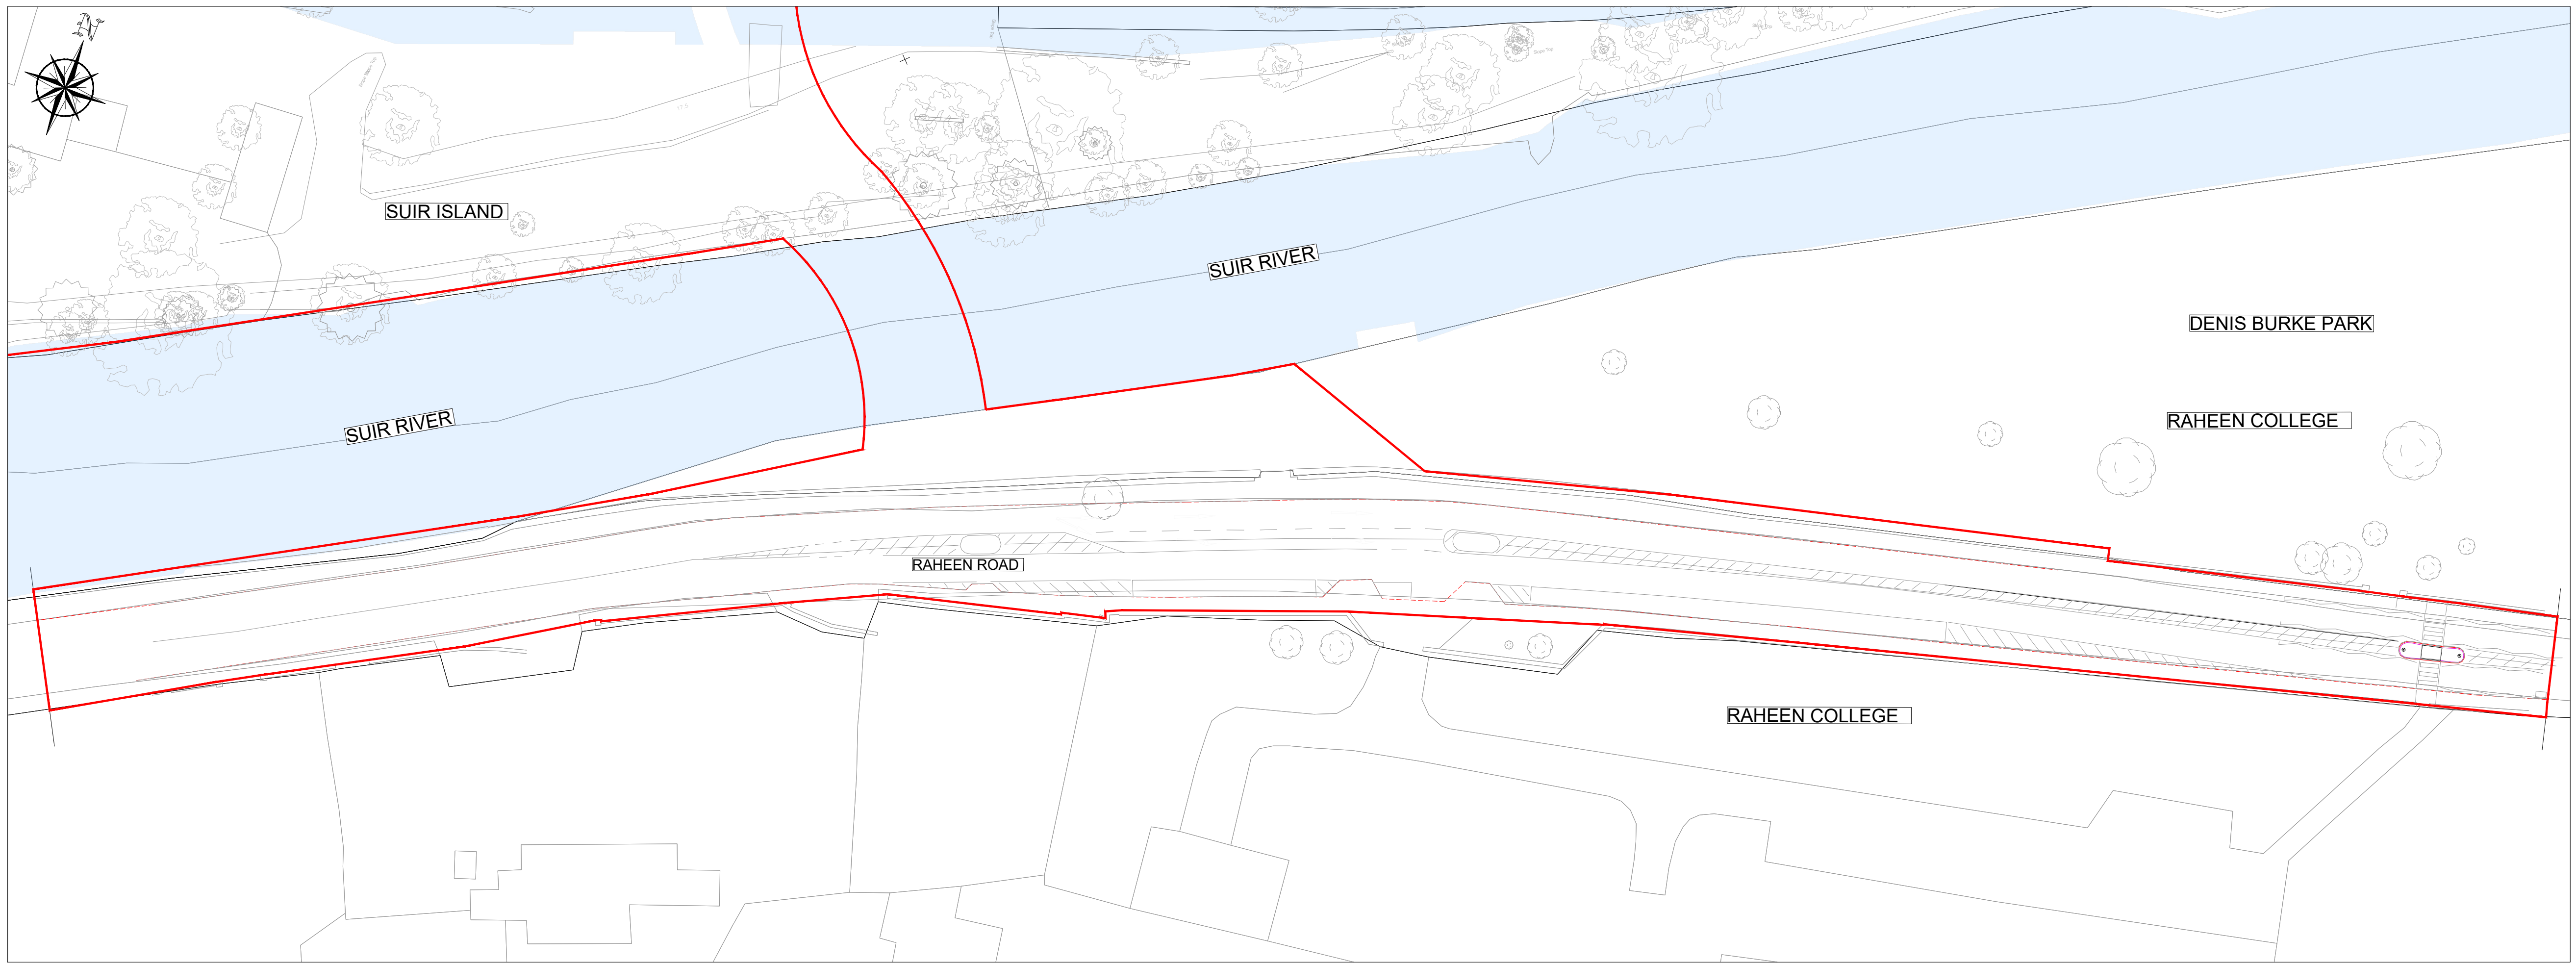 N
SUIR ISLAND
SUIR RIVER
DENIS BURKE PARK
SUIR RIVER
RAHEEN COLLEGE
RAHEEN ROAD
RAHEEN COLLEGE